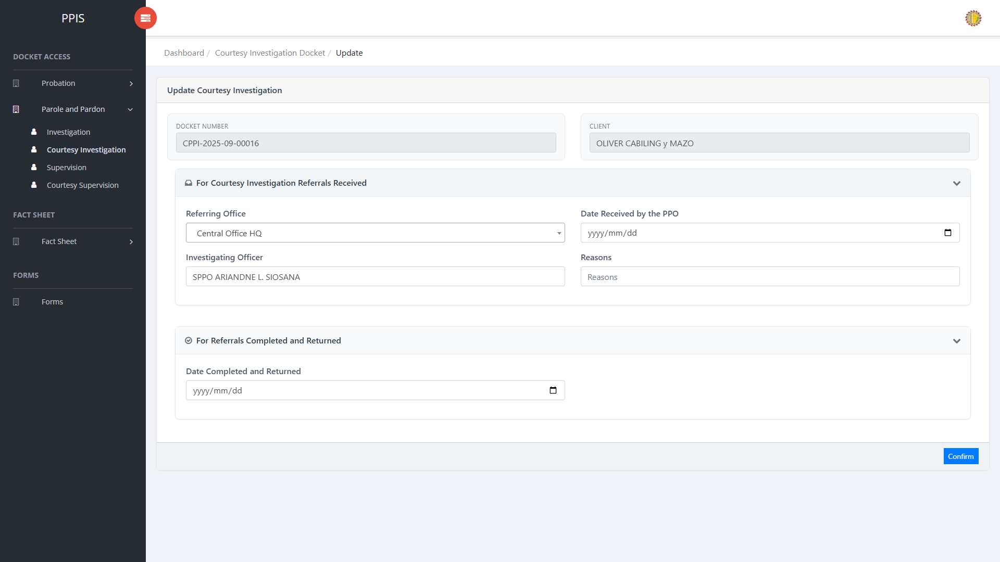 PPIS
DOCKET ACCESS
Probation
Parole and Pardon
Investigation
Courtesy Investigation
Supervision
Courtesy Supervision
FACT SHEET
Fact Sheet
FORMS
Forms
Dashboard / Courtesy Investigation Docket / Update
Update Courtesy Investigation
DOCKET NUMBER
CPPI-2025-09-00016
CLIENT
OLIVER CABILING y MAZO
For Courtesy Investigation Referrals Received
Referring Office
Central Office HQ
Date Received by the PPO
yyyy/mm/dd
Investigating Officer
SPPO ARIANDNE L. SIOSANA
Reasons
Reasons
For Referrals Completed and Returned
Date Completed and Returned
yyyy/mm/dd
Confirm